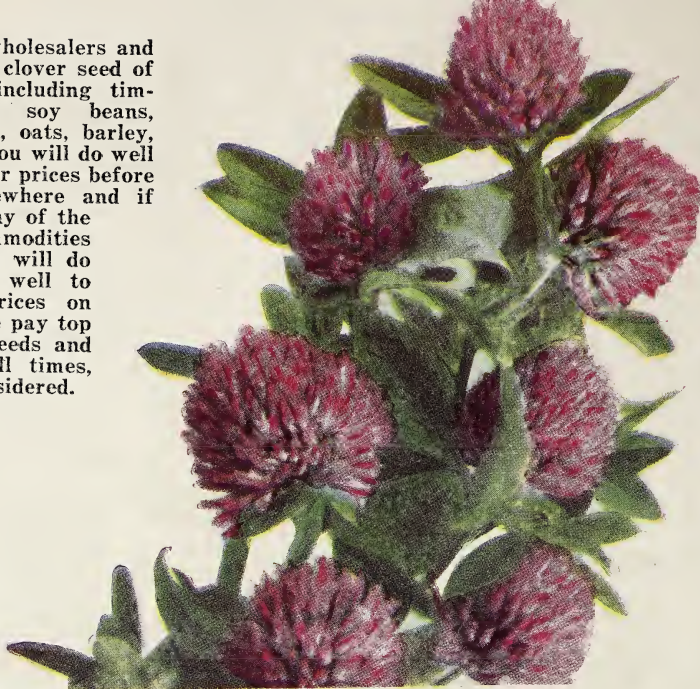 holesalers and
clover seed of
including tim-
soy beans,
, oats, barley,
ou will do well
r prices before
ewhere and if
y of the
modities
will do
well to
rices on
pay top
eeds and
ll times,
sidered.